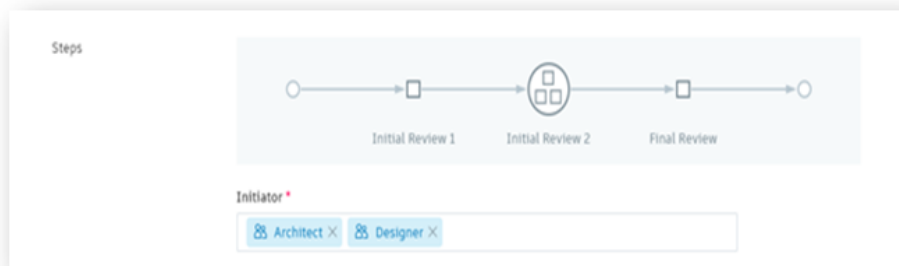 Steps
Initial Review 1 Initial Review 2 Final Review
Initiator *
Architect Designer